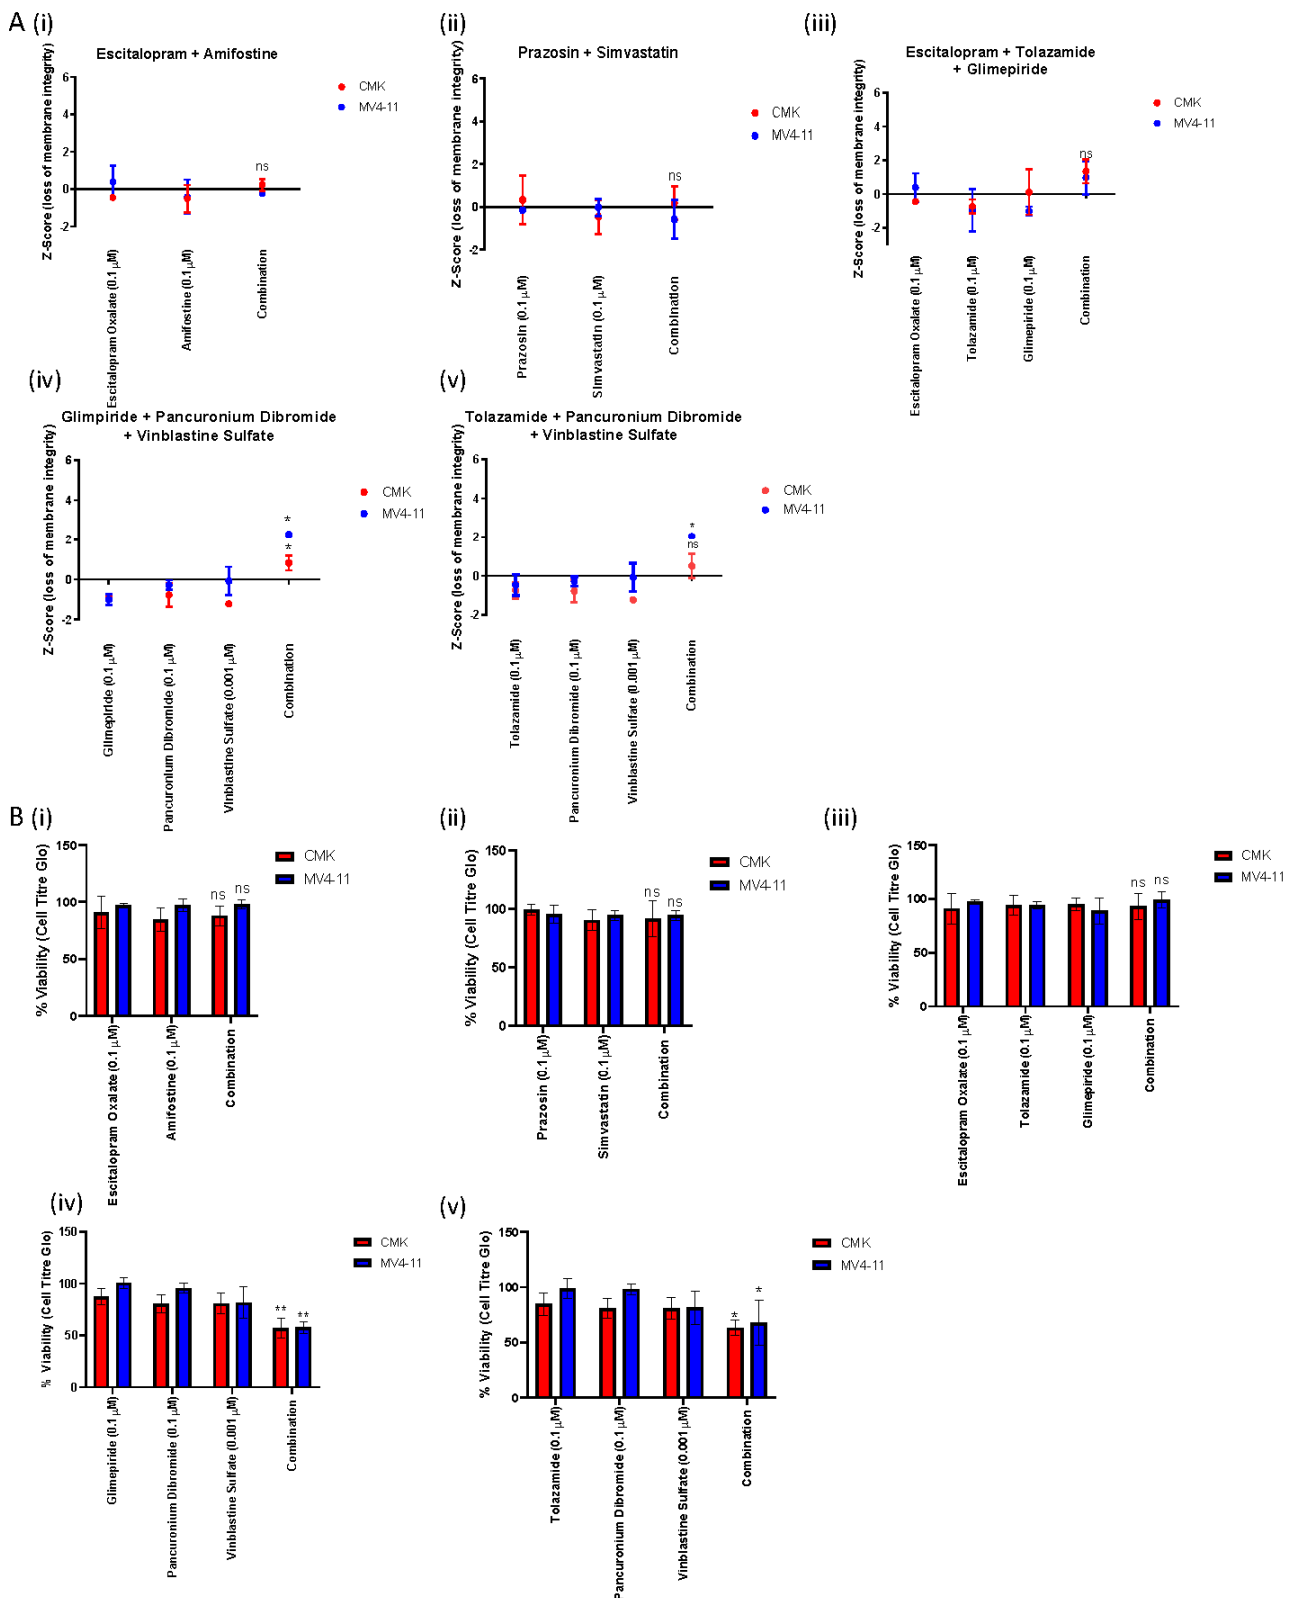 A (i)
Escitalopram + Amifostine
Z-Score (loss of membrane integrity)
6
4
2
0
-2
ns
CMK
MV4-11
Escitalopram Oxalate (0.1 µM)
Amifostine (0.1 µM)
Combination
(ii)
Prazosin + Simvastatin
Z-Score (loss of membrane integrity)
6
4
2
0
-2
ns
CMK
MV4-11
Prazosin (0.1 µM)
Simvastatin (0.1 µM)
Combination
(iii)
Escitalopram + Tolazamide
+ Glimepiride
Z-Score (loss of membrane integrity)
6
4
2
0
-2
ns
CMK
MV4-11
Escitalopram Oxalate (0.1 µM)
Tolazamide (0.1 µM)
Glimepiride (0.1 µM)
Combination
(iv)
Glimpiride + Pancuronium Dibromide
+ Vinblastine Sulfate
Z-Score (loss of membrane integrity)
6
4
2
0
-2
*
*
CMK
MV4-11
Glimepiride (0.1 µM)
Pancuronium Dibromide (0.1 µM)
Vinblastine Sulfate (0.001 µM)
Combination
(v)
Tolazamide + Pancuronium Dibromide
+ Vinblastine Sulfate
Z-Score (loss of membrane integrity)
6
4
2
0
-2
*
ns
CMK
MV4-11
Tolazamide (0.1 µM)
Pancuronium Dibromide (0.1 µM)
Vinblastine Sulfate (0.001 µM)
Combination
B (i)
% Viability (Cell Titre Glo)
150
100
50
0
ns ns
CMK
MV4-11
Escitalopram Oxalate (0.1 µM)
Amifostine (0.1 µM)
Combination
(ii)
% Viability (Cell Titre Glo)
150
100
50
0
ns ns
CMK
MV4-11
Prazosin (0.1 µM)
Simvastatin (0.1 µM)
Combination
(iii)
% Viability (Cell Titre Glo)
150
100
50
0
ns ns
CMK
MV4-11
Escitalopram Oxalate (0.1 µM)
Tolazamide (0.1 µM)
Glimepiride (0.1 µM)
Combination
(iv)
% Viability (Cell Titre Glo)
150
100
50
0
** **
CMK
MV4-11
Glimepiride (0.1 µM)
Pancuronium Dibromide (0.1 µM)
Vinblastine Sulfate (0.001 µM)
Combination
(v)
% Viability (Cell Titre Glo)
150
100
50
0
* *
CMK
MV4-11
Tolazamide (0.1 µM)
Pancuronium Dibromide (0.1 µM)
Vinblastine Sulfate (0.001 µM)
Combination